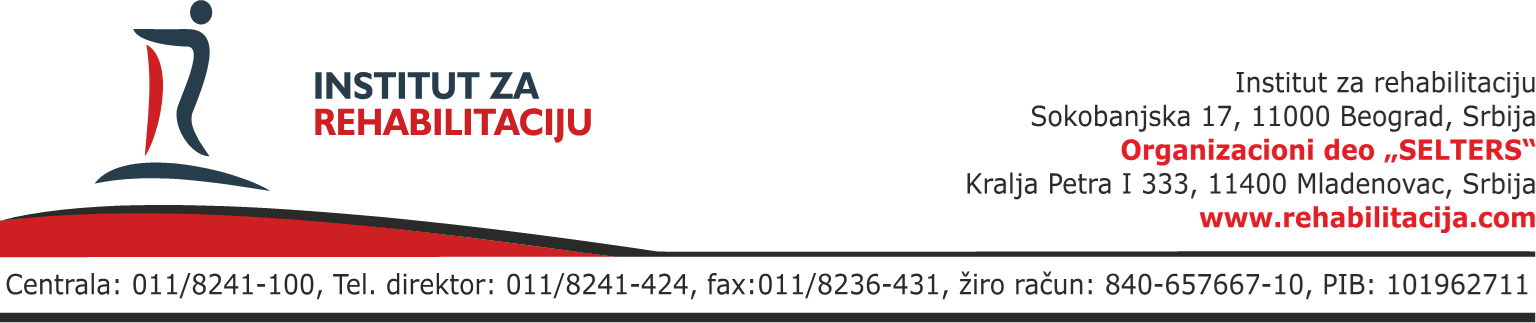 INSTITUT ZA
REHABILITACIJU
Institut za rehabilitaciju
Sokobanjska 17, 11000 Beograd, Srbija
Organizacioni deo „SELTERS“
Kralja Petra I 333, 11400 Mladenovac, Srbija
www.rehabilitacija.com
Centrala: 011/8241-100, Tel. direktor: 011/8241-424, fax:011/8236-431, žiro račun: 840-657667-10, PIB: 101962711